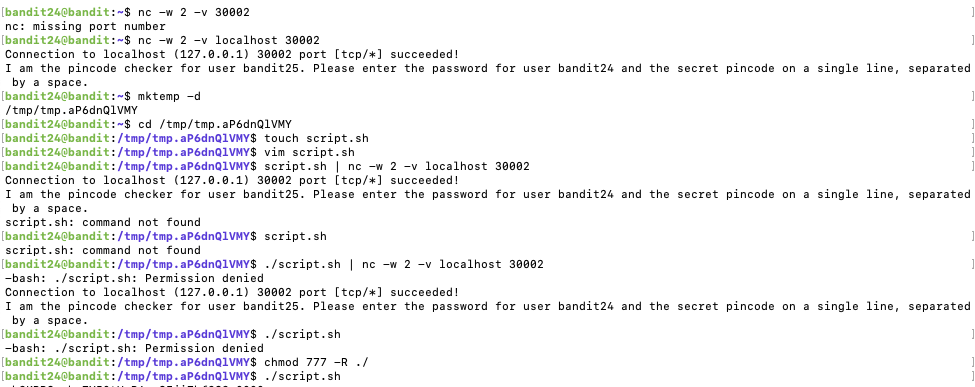 [bandit24@bandit:~$ nc -w 2 -v 30002 ]
nc: missing port number
[bandit24@bandit:~$ nc -w 2 -v localhost 30002 ]
Connection to localhost (127.0.0.1) 30002 port [tcp/*] succeeded!
I am the pincode checker for user bandit25. Please enter the password for user bandit24 and the secret pincode on a single line, separated
by a space.
[bandit24@bandit:~$ mktemp -d ]
/tmp/tmp.aP6dnQlVMY
[bandit24@bandit:~$ cd /tmp/tmp.aP6dnQlVMY ]
[bandit24@bandit:/tmp/tmp.aP6dnQlVMY$ touch script.sh ]
[bandit24@bandit:/tmp/tmp.aP6dnQlVMY$ vim script.sh ]
[bandit24@bandit:/tmp/tmp.aP6dnQlVMY$ script.sh | nc -w 2 -v localhost 30002 ]
Connection to localhost (127.0.0.1) 30002 port [tcp/*] succeeded!
I am the pincode checker for user bandit25. Please enter the password for user bandit24 and the secret pincode on a single line, separated
by a space.
script.sh: command not found
[bandit24@bandit:/tmp/tmp.aP6dnQlVMY$ script.sh ]
script.sh: command not found
[bandit24@bandit:/tmp/tmp.aP6dnQlVMY$ ./script.sh | nc -w 2 -v localhost 30002 ]
-bash: ./script.sh: Permission denied
Connection to localhost (127.0.0.1) 30002 port [tcp/*] succeeded!
I am the pincode checker for user bandit25. Please enter the password for user bandit24 and the secret pincode on a single line, separated
by a space.
[bandit24@bandit:/tmp/tmp.aP6dnQlVMY$ ./script.sh ]
-bash: ./script.sh: Permission denied
[bandit24@bandit:/tmp/tmp.aP6dnQlVMY$ chmod 777 -R ./ ]
[bandit24@bandit:/tmp/tmp.aP6dnQlVMY$ ./script.sh ]